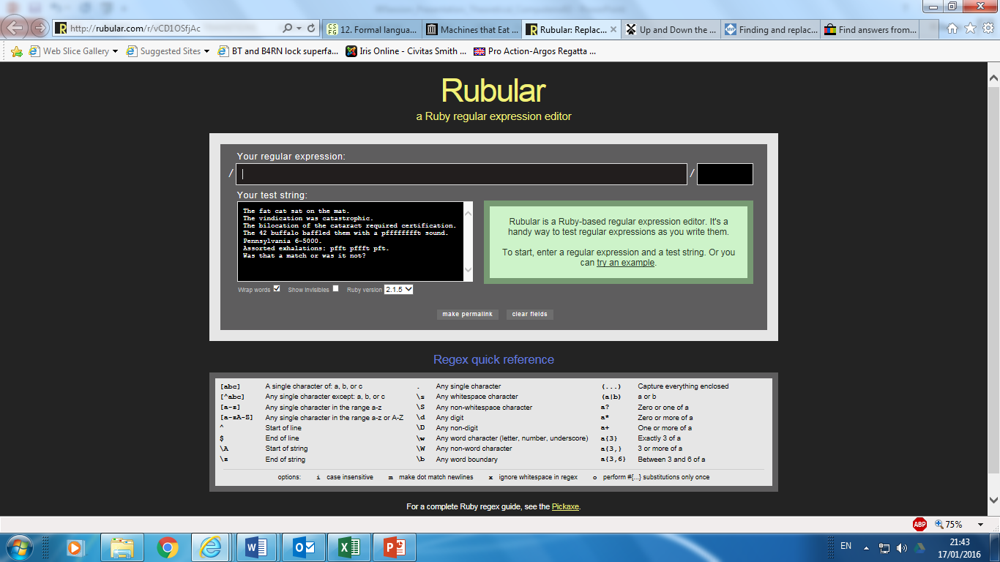 http://rubular.com/r/vCD1OSfjAc
12. Formal langua...
Machines that Eat ...
Rubular: Replac...
Up and Down the ...
Finding and replac...
Find answers from...
Web Slice Gallery
Suggested Sites
BT and B4RN lock superfa...
Iris Online - Civitas Smith ...
Pro Action-Argos Regatta ...
Rubular
a Ruby regular expression editor
Your regular expression:
/ /
Your test string:
The fat cat sat on the mat.
The vindication was catastrophic.
The bilocation of the cataract required certification.
The 42 buffalo baffled them with a pffffffffft sound.
Pennsylvania 6-5000.
Assorted exhalations: pfft pffft pft.
Was that a match or was it not?
Rubular is a Ruby-based regular expression editor. It's a
handy way to test regular expressions as you write them.
To start, enter a regular expression and a test string. Or you
can try an example.
Wrap words Show invisibles Ruby version 2.1.5
make permalink clear fields
Regex quick reference
[abc] A single character of: a, b, or c . Any single character (...) Capture everything enclosed
[^abc] Any single character except: a, b, or c \s Any whitespace character (a|b) a or b
[a-z] Any single character in the range a-z \S Any non-whitespace character a? Zero or one of a
[a-zA-Z] Any single character in the range a-z or A-Z \d Any digit a* Zero or more of a
^ Start of line \D Any non-digit a+ One or more of a
$ End of line \w Any word character (letter, number, underscore) a{3} Exactly 3 of a
\A Start of string \W Any non-word character a{3,} 3 or more of a
\z End of string \b Any word boundary a{3,6} Between 3 and 6 of a
options: i case insensitive m make dot match newlines x ignore whitespace in regex o perform #{...} substitutions only once
For a complete Ruby regex guide, see the Pickaxe.
ABP 75%
EN 21:43
17/01/2016